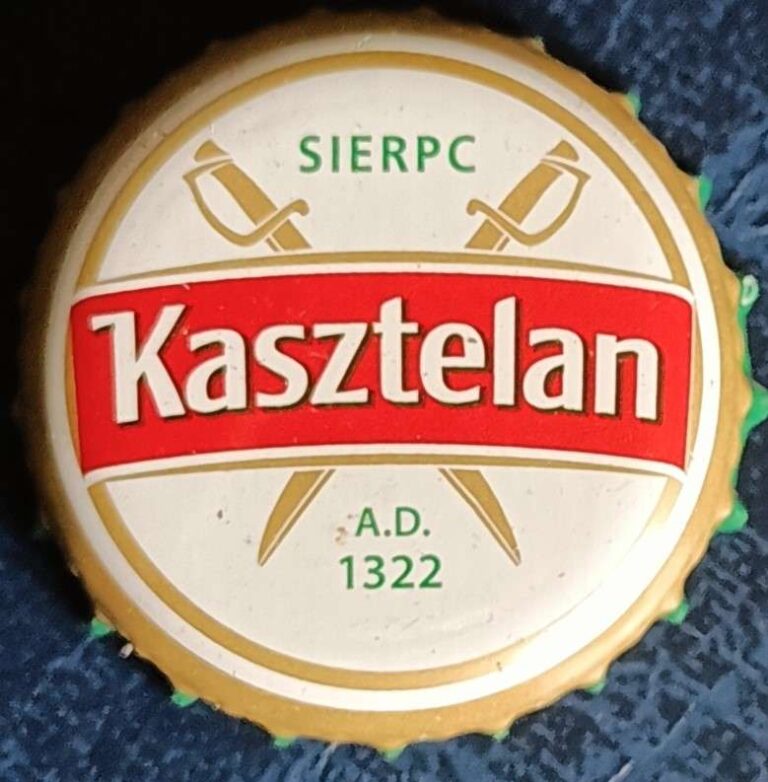 SIERPC
Kasztelan
A.D.
1322